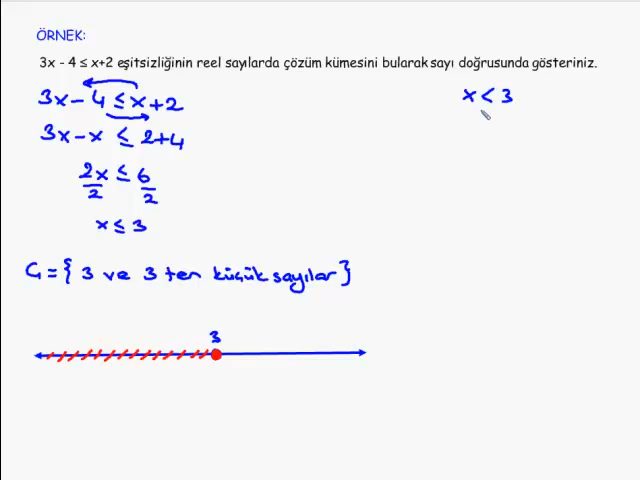 ÖRNEK:
3x - 4 ≤ x+2 eşitsizliğinin reel sayılarda çözüm kümesini bularak sayı doğrusunda gösteriniz.
3x - 4 ≤ x + 2
x < 3
3x - x ≤ 2+4
2x/2 ≤ 6/2
x ≤ 3
Ç = { 3 ve 3 ten küçük sayılar }
3